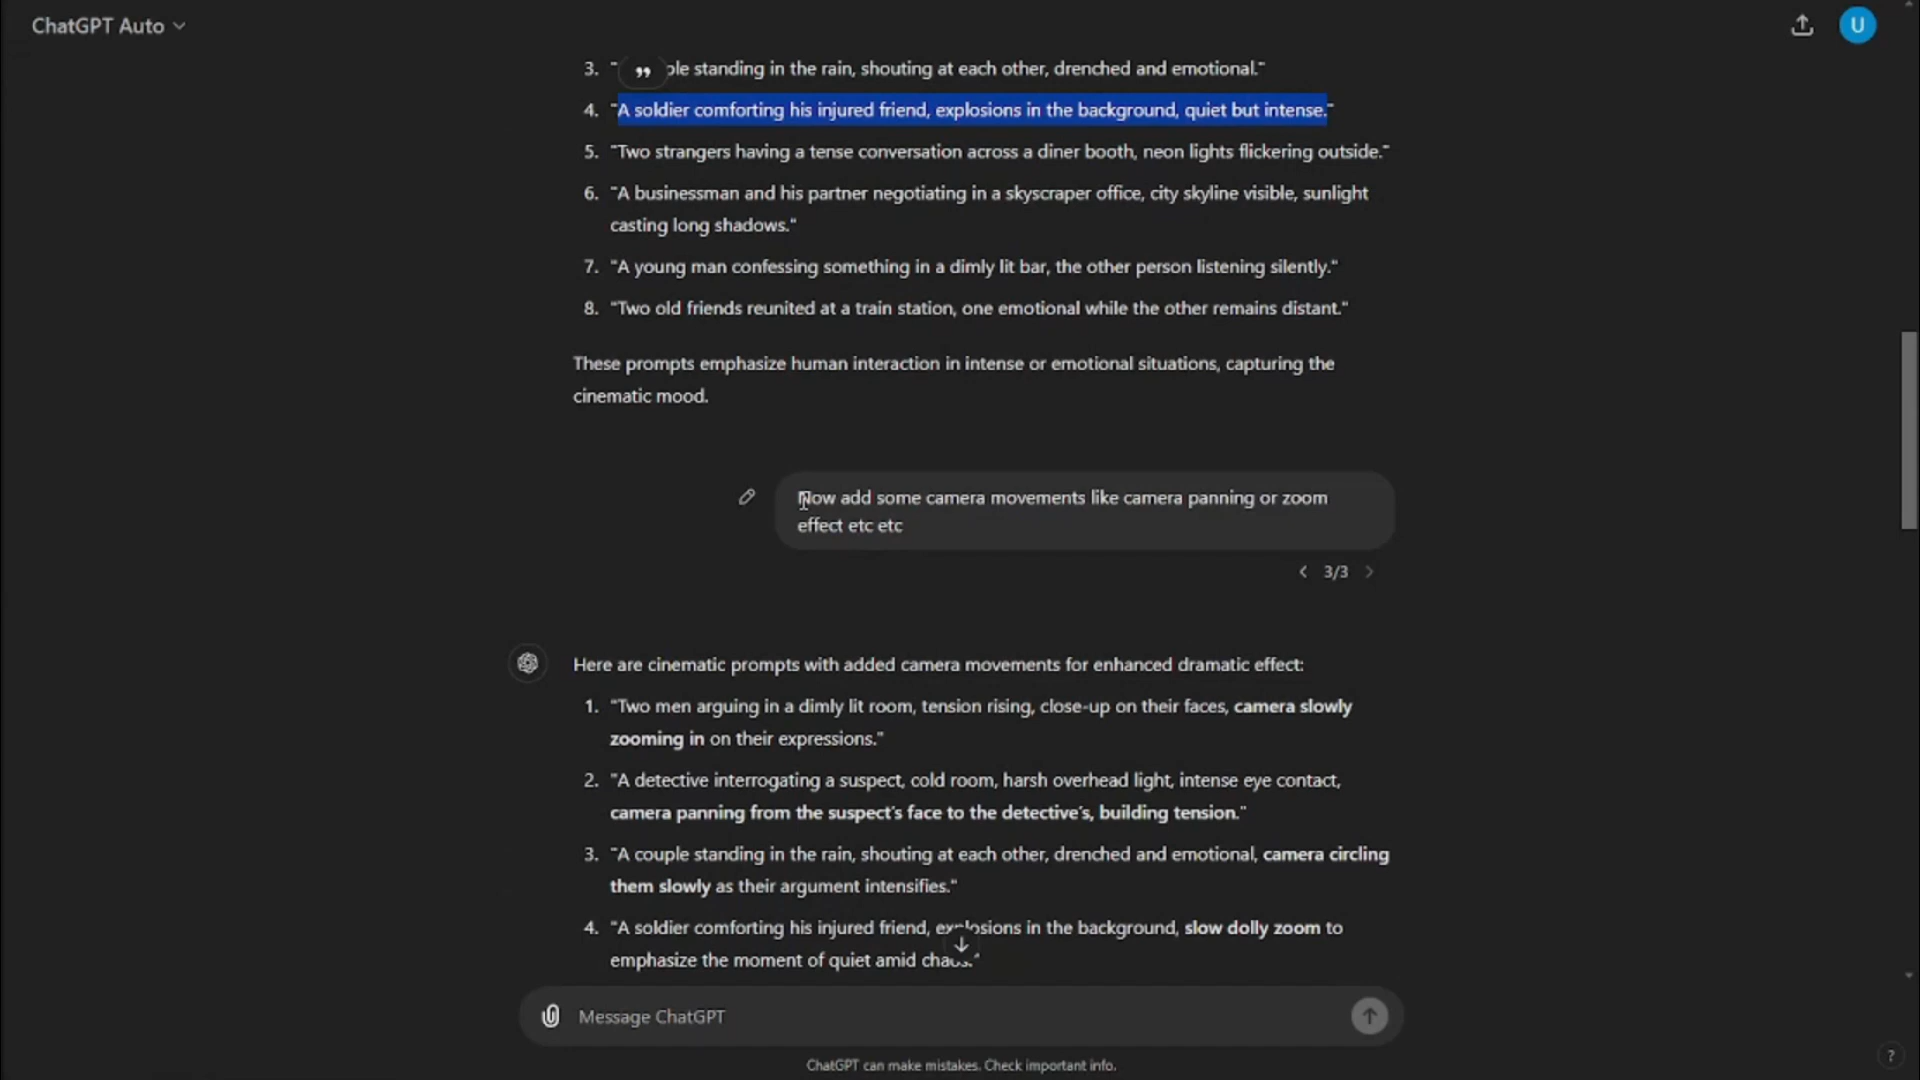 ChatGPT Auto
U
3. " ple standing in the rain, shouting at each other, drenched and emotional."
4. "A soldier comforting his injured friend, explosions in the background, quiet but intense."
5. "Two strangers having a tense conversation across a diner booth, neon lights flickering outside."
6. "A businessman and his partner negotiating in a skyscraper office, city skyline visible, sunlight
casting long shadows."
7. "A young man confessing something in a dimly lit bar, the other person listening silently."
8. "Two old friends reunited at a train station, one emotional while the other remains distant."
These prompts emphasize human interaction in intense or emotional situations, capturing the
cinematic mood.
Now add some camera movements like camera panning or zoom
effect etc etc
< 3/3 >
Here are cinematic prompts with added camera movements for enhanced dramatic effect:
1. "Two men arguing in a dimly lit room, tension rising, close-up on their faces, camera slowly
zooming in on their expressions."
2. "A detective interrogating a suspect, cold room, harsh overhead light, intense eye contact,
camera panning from the suspect's face to the detective's, building tension."
3. "A couple standing in the rain, shouting at each other, drenched and emotional, camera circling
them slowly as their argument intensifies."
4. "A soldier comforting his injured friend, explosions in the background, slow dolly zoom to
emphasize the moment of quiet amid chaos."
Message ChatGPT
ChatGPT can make mistakes. Check important info.
?